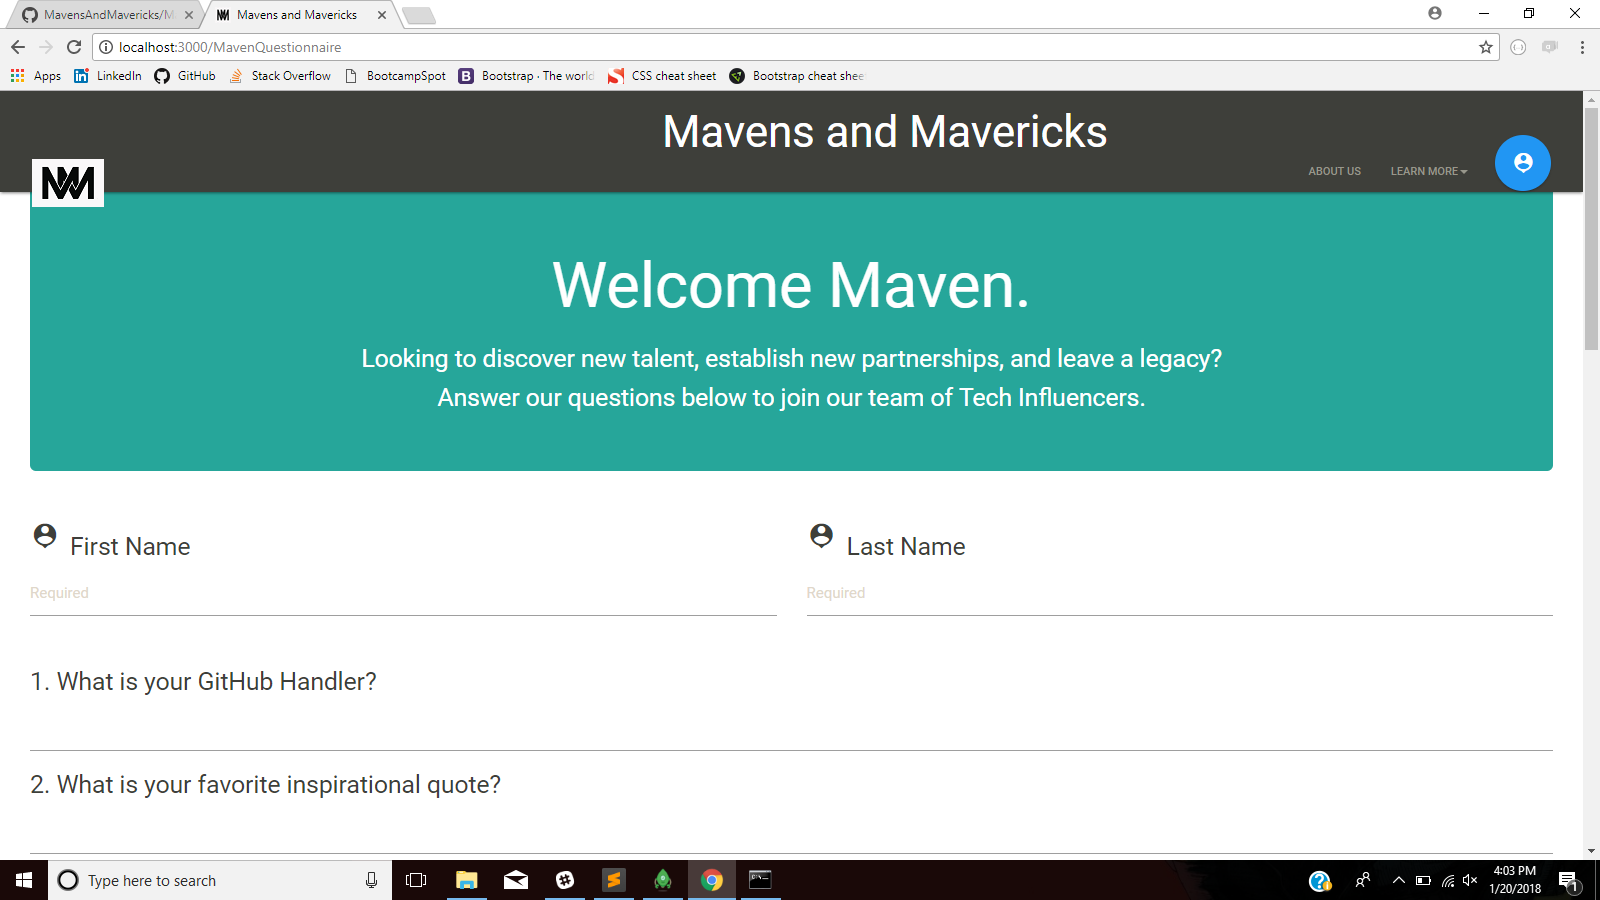 MavensAndMavericks/M
Mavens and Mavericks
localhost:3000/MavenQuestionnaire
Apps
LinkedIn
GitHub
Stack Overflow
BootcampSpot
B
Bootstrap · The world
CSS cheat sheet
Bootstrap cheat shee
Mavens and Mavericks
ABOUT US
LEARN MORE
Welcome Maven.
Looking to discover new talent, establish new partnerships, and leave a legacy?
Answer our questions below to join our team of Tech Influencers.
First Name
Last Name
Required
Required
1. What is your GitHub Handler?
2. What is your favorite inspirational quote?
Type here to search
4:03 PM
1/20/2018
1